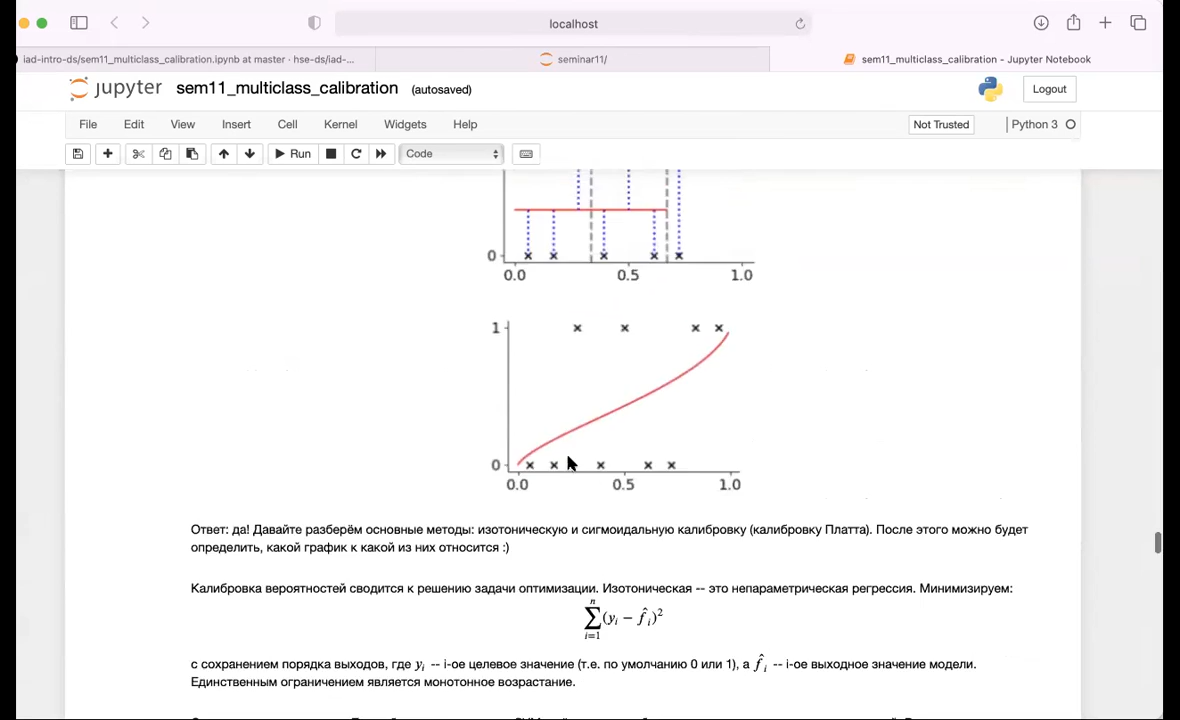 localhost
iad-intro-ds/sem11_multiclass_calibration.ipynb at master · hse-ds/iad-...
seminar11/
sem11_multiclass_calibration - Jupyter Notebook
jupyter sem11_multiclass_calibration (autosaved)
Logout
File Edit View Insert Cell Kernel Widgets Help
Not Trusted
Python 3
Run
Code
0
0.0 0.5 1.0
1
0
0.0 0.5 1.0
Ответ: да! Давайте разберём основные методы: изотоническую и сигмоидальную калибровку (калибровку Платта). После этого можно будет
определить, какой график к какой из них относится :)
Калибровка вероятностей сводится к решению задачи оптимизации. Изотоническая -- это непараметрическая регрессия. Минимизируем:
n
∑(yᵢ − f̂ᵢ)²
i=1
с сохранением порядка выходов, где yᵢ -- i-ое целевое значение (т.е. по умолчанию 0 или 1), а f̂ᵢ -- i-ое выходное значение модели.
Единственным ограничением является монотонное возрастание.